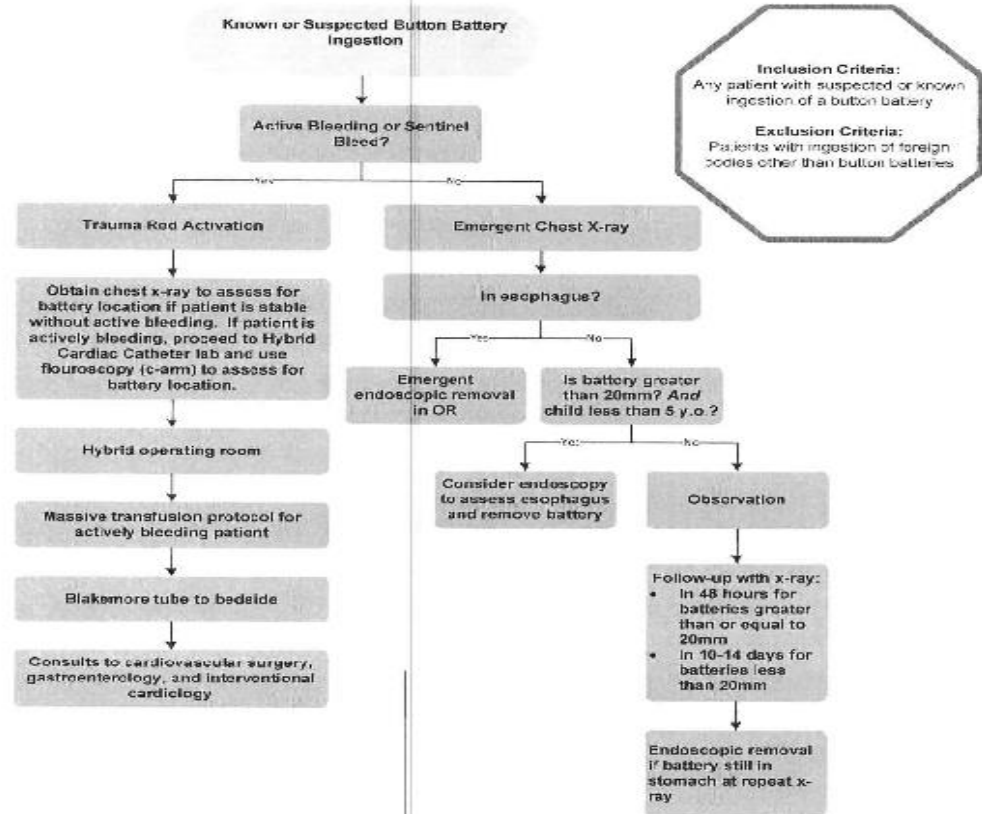 Known or Suspected Button Battery
Ingestion
Inclusion Criteria:
Any patient with suspected or known
ingestion of a button battery
Exclusion Criteria:
Patients with ingestion of foreign
bodies other than button batteries
Active Bleeding or Sentinel
Bleed?
Yes
No
Trauma Red Activation
Emergent Chest X-ray
Obtain chest x-ray to assess for
battery location if patient is stable
without active bleeding. If patient is
actively bleeding, proceed to Hybrid
Cardiac Catheter lab and use
flouroscopy (c-arm) to assess for
battery location.
In esophagus?
Yes
No
Emergent
endoscopic removal
in OR
Is battery greater
than 20mm? And
child less than 5 y.o.?
Yes
No
Hybrid operating room
Consider endoscopy
to assess esophagus
and remove battery
Observation
Massive transfusion protocol for
actively bleeding patient
Blakemore tube to bedside
Follow-up with x-ray:
• In 48 hours for
batteries greater
than or equal to
20mm
• In 10-14 days for
batteries less
than 20mm
Consults to cardiovascular surgery,
gastroenterology, and interventional
cardiology
Endoscopic removal
if battery still in
stomach at repeat x-
ray